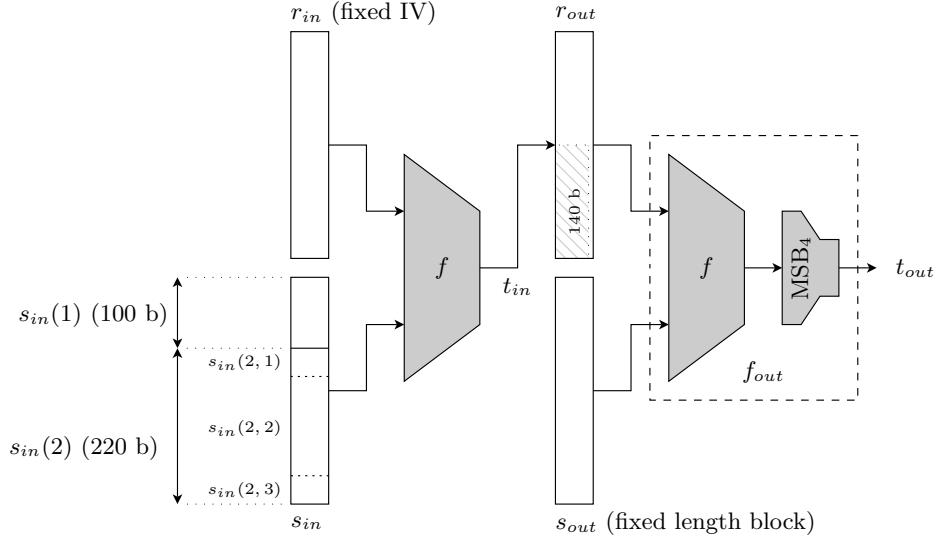 r_in (fixed IV)
r_out
140 b
f
t_in
f
MSB_4
t_out
f_out
s_in(1) (100 b)
s_in(2) (220 b)
s_in(2, 1)
s_in(2, 2)
s_in(2, 3)
s_in
s_out (fixed length block)